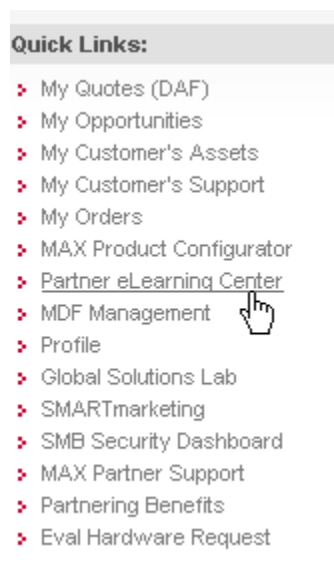 Quick Links:
My Quotes (DAF)
My Opportunities
My Customer's Assets
My Customer's Support
My Orders
MAX Product Configurator
Partner eLearning Center
MDF Management
Profile
Global Solutions Lab
SMARTmarketing
SMB Security Dashboard
MAX Partner Support
Partnering Benefits
Eval Hardware Request